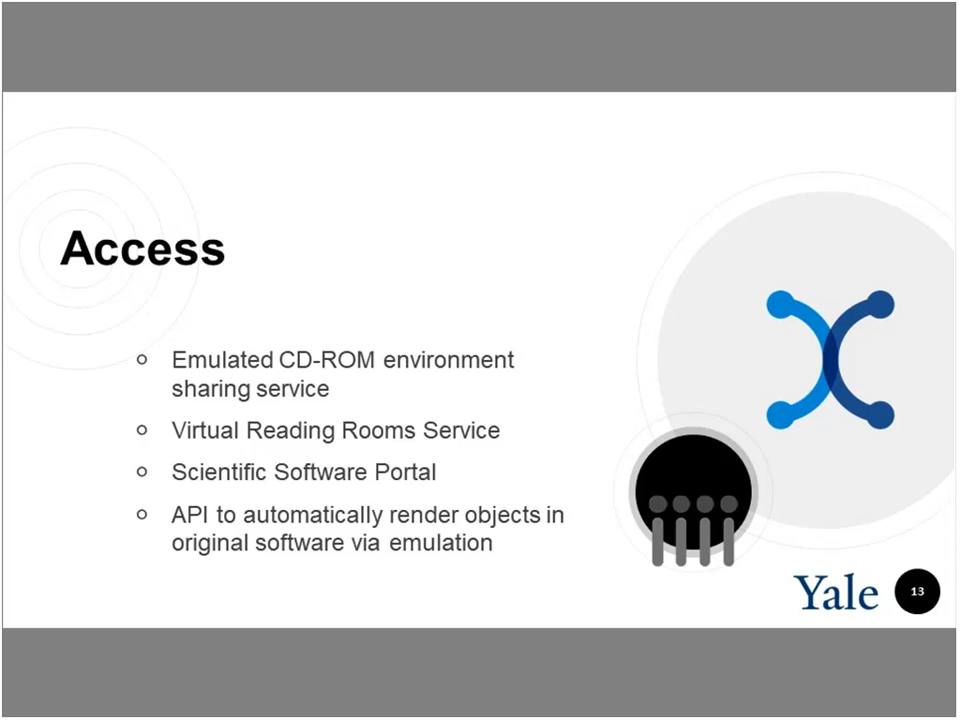 Access
Emulated CD-ROM environment
sharing service
Virtual Reading Rooms Service
Scientific Software Portal
API to automatically render objects in
original software via emulation
Yale
13